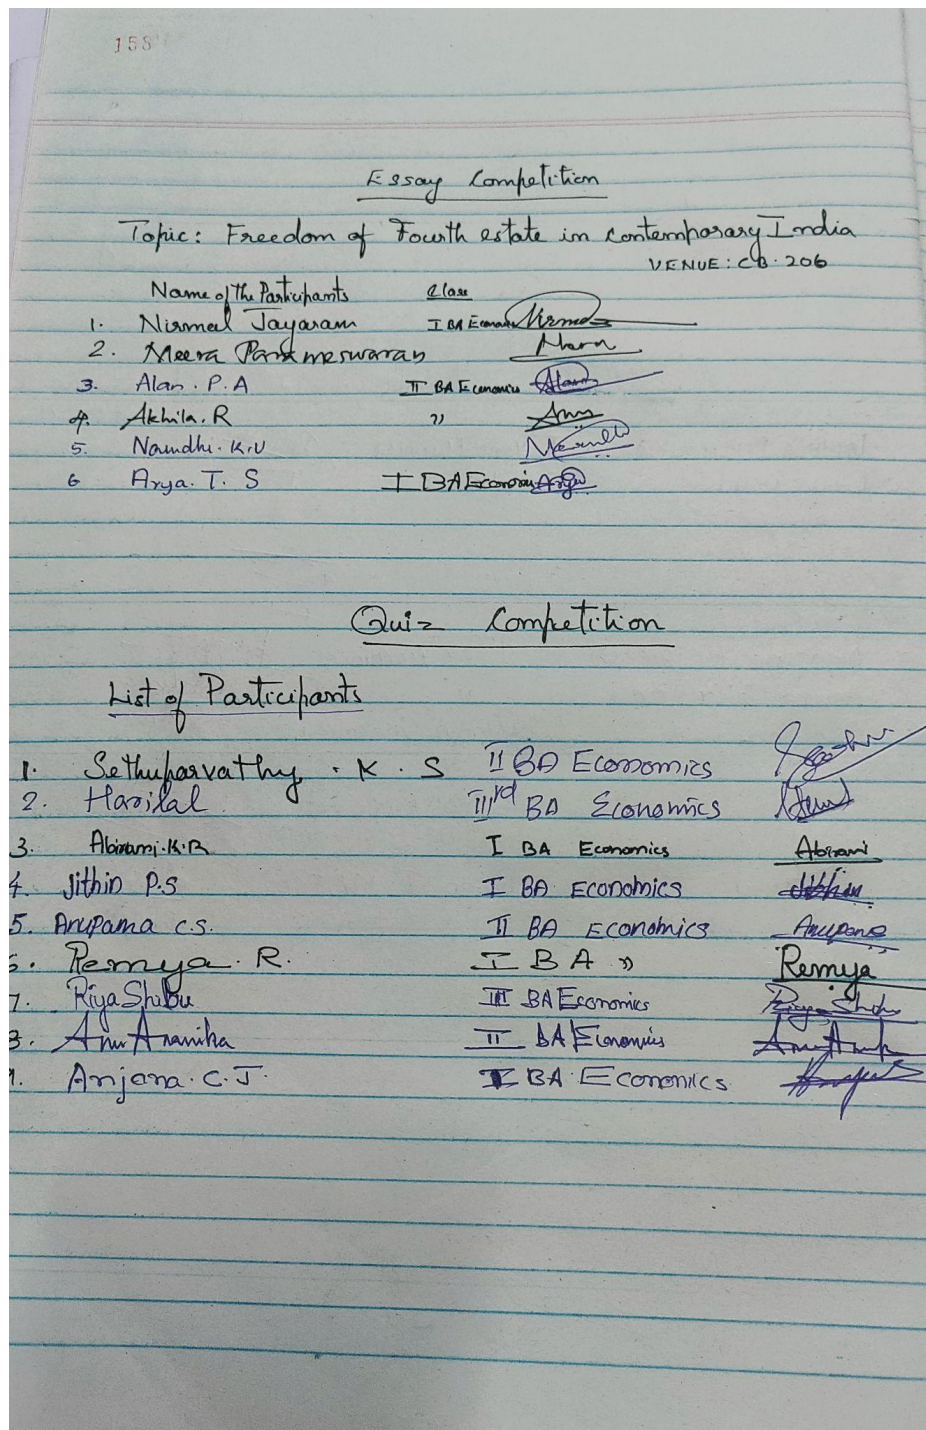 158
Essay Competition
Topic: Freedom of Fourth estate in contemporary India
VENUE: CB. 206
Name of the Participants Class
1. Nirmal Jayaram I BA Economics
2. Meera Parameswaran Meera
3. Alan. P.A II BA Economics Alan
4. Akhila. R "
5. K.U
6 Arya. T. S I BA Economics Arya
Quiz Competition
List of Participants
1. Sethuparvathy. K. S II BA Economics
2. Harilal IIIrd BA Economics
3. Abirami. K.R I BA Economics Abirami
4. Jithin P.S I BA Economics Jithin
5. Anupama C.S. II BA Economics Anupama
6. Remya. R. I BA " Remya
7. Riya Shibu III BA Economics Riya Shibu
8. Anu Anamika II BA Economics
9. Anjana. C. J. I BA Economics